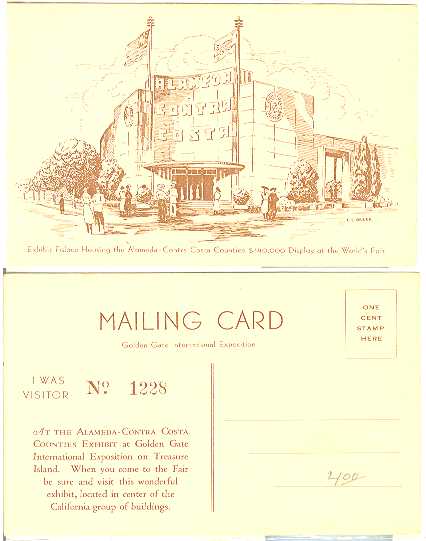 ALAMEDA
CONTRA
COSTA
Exhibit Palace Housing the Alameda-Contra Costa Counties Display at the World's Fair
MAILING CARD
Golden Gate International Exposition
ONE
CENT
STAMP
HERE
I WAS
VISITOR
Nº 1228
At the Alameda-Contra Costa
Counties Exhibit at Golden Gate
International Exposition on Treasure
Island. When you come to the Fair
be sure and visit this wonderful
exhibit, located in center of the
California group of buildings.